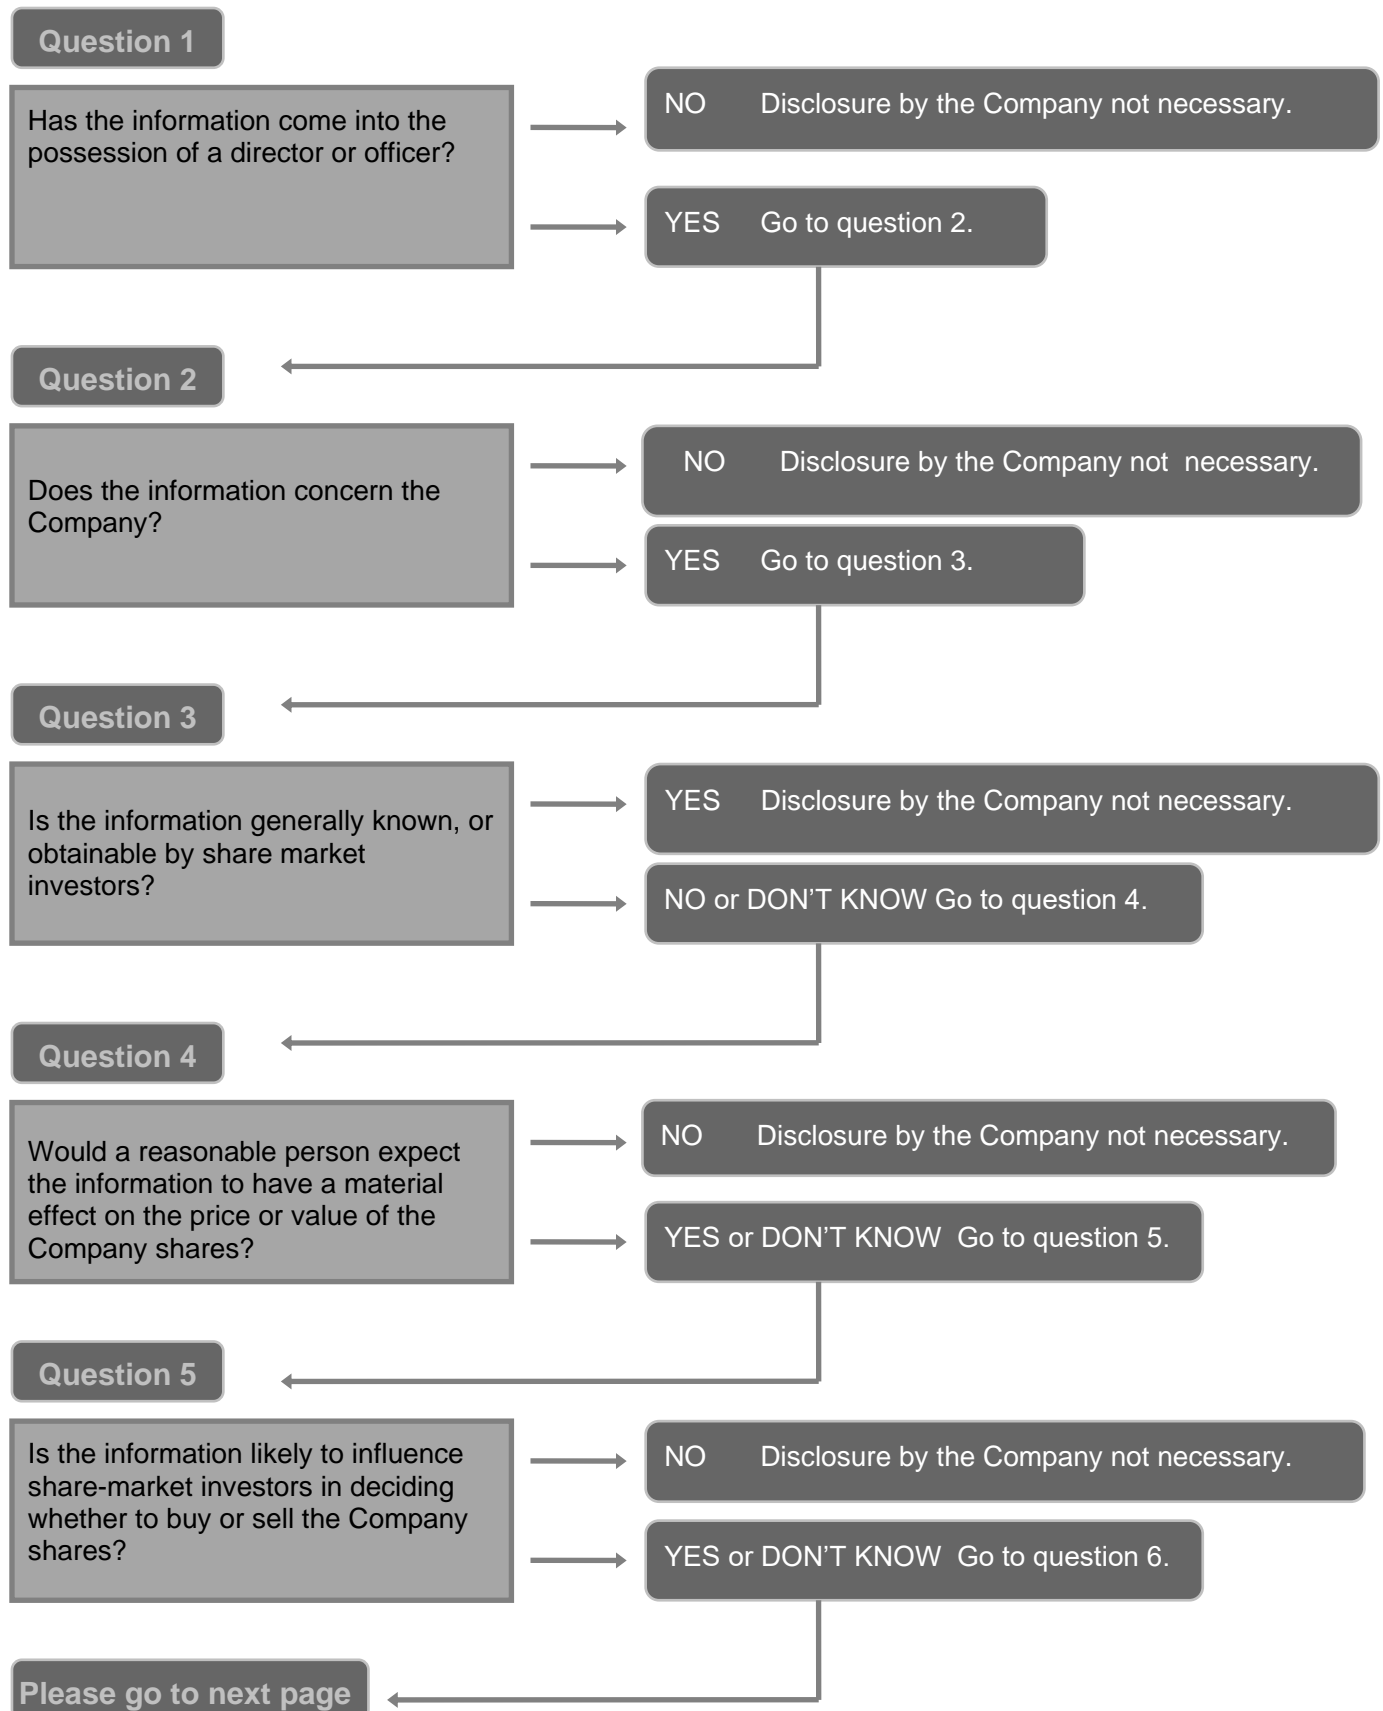 Question 1
Has the information come into the
possession of a director or officer?
NO Disclosure by the Company not necessary.
YES Go to question 2.
Question 2
Does the information concern the
Company?
NO Disclosure by the Company not necessary.
YES Go to question 3.
Question 3
Is the information generally known, or
obtainable by share market
investors?
YES Disclosure by the Company not necessary.
NO or DON’T KNOW Go to question 4.
Question 4
Would a reasonable person expect
the information to have a material
effect on the price or value of the
Company shares?
NO Disclosure by the Company not necessary.
YES or DON’T KNOW Go to question 5.
Question 5
Is the information likely to influence
share-market investors in deciding
whether to buy or sell the Company
shares?
NO Disclosure by the Company not necessary.
YES or DON’T KNOW Go to question 6.
Please go to next page